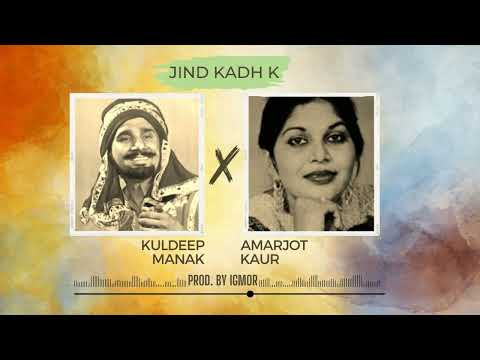 JIND KADH K
X
KULDEEP
MANAK
AMARJOT
KAUR
PROD. BY IGMOR